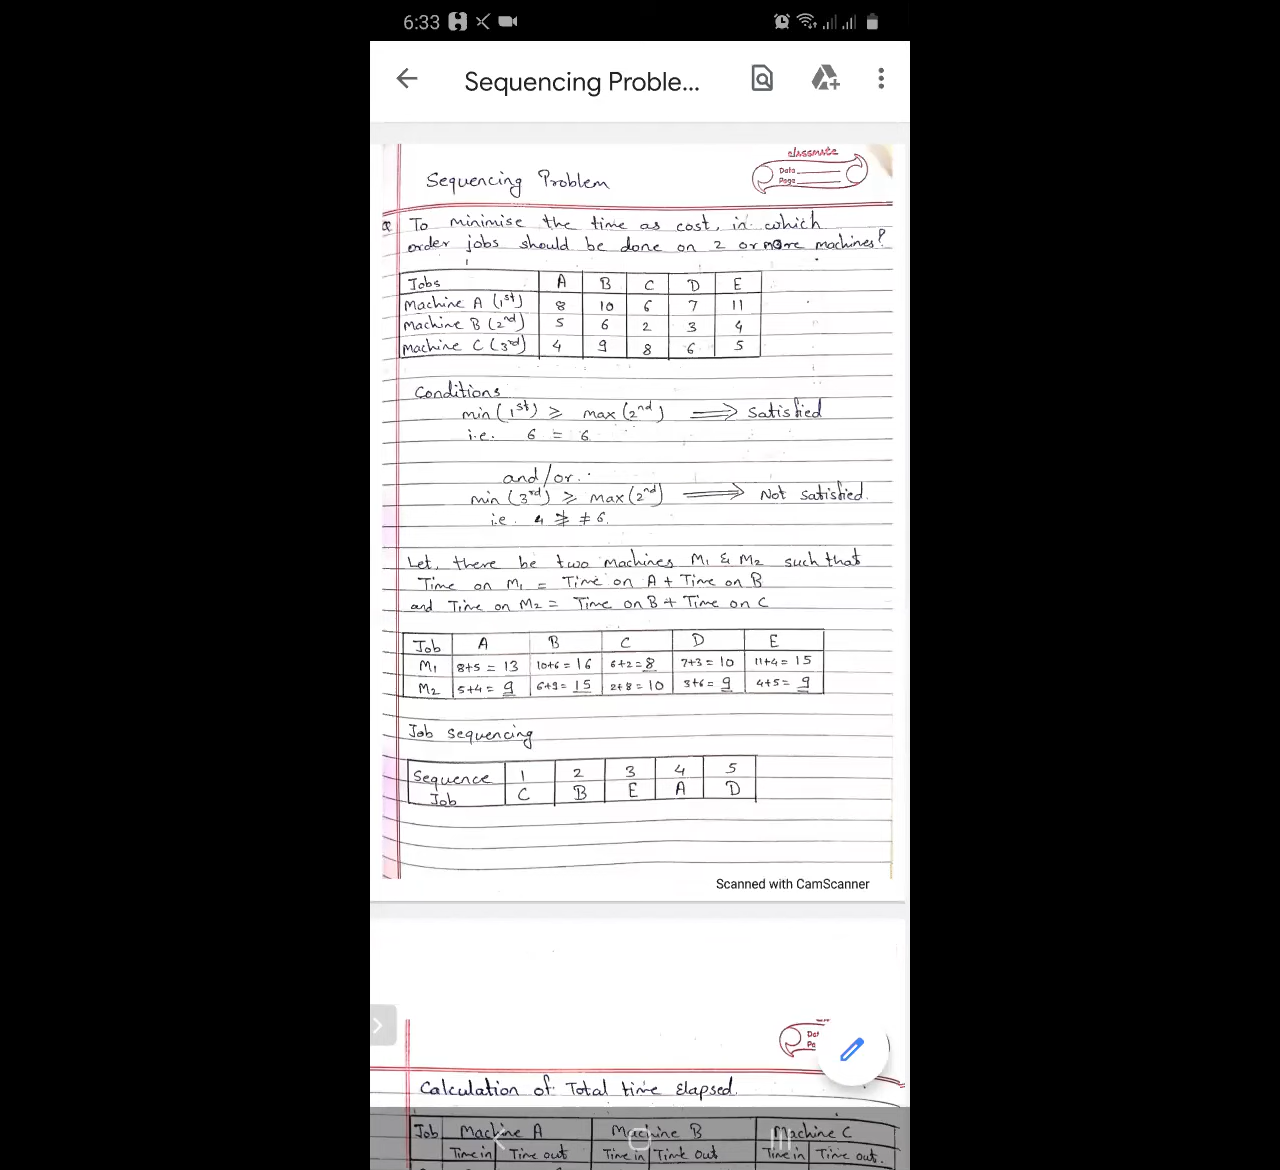 6:33
Sequencing Proble...
classmate
Date
Page
Sequencing Problem
Q To minimise the time as cost, in which
order jobs should be done on 2 or more machines?
Jobs A B C D E
Machine A (1st) 8 10 6 7 11
Machine B (2nd) 5 6 2 3 4
Machine C (3rd) 4 9 8 6 5
Conditions
min (1st) ⩾ max (2nd) ⟹ Satisfied
i.e. 6 = 6
and/or.
min (3rd) ⩾ max (2nd) ⟹ Not satisfied.
i.e. 4 ≱ ≠ 6.
Let, there be two machines M1 & M2 such that
Time on M1 = Time on A + Time on B
and Time on M2 = Time on B + Time on C
Job A B C D E
M1 8+5 = 13 10+6 = 16 6+2 = 8 7+3 = 10 11+4 = 15
M2 5+4 = 9 6+9 = 15 2+8 = 10 3+6 = 9 4+5 = 9
Job sequencing
Sequence 1 2 3 4 5
Job C B E A D
Scanned with CamScanner
Calculation of Total time Elapsed.
Job Machine A Machine B Machine C
Time in Time out Time in Time out Time in Time out.